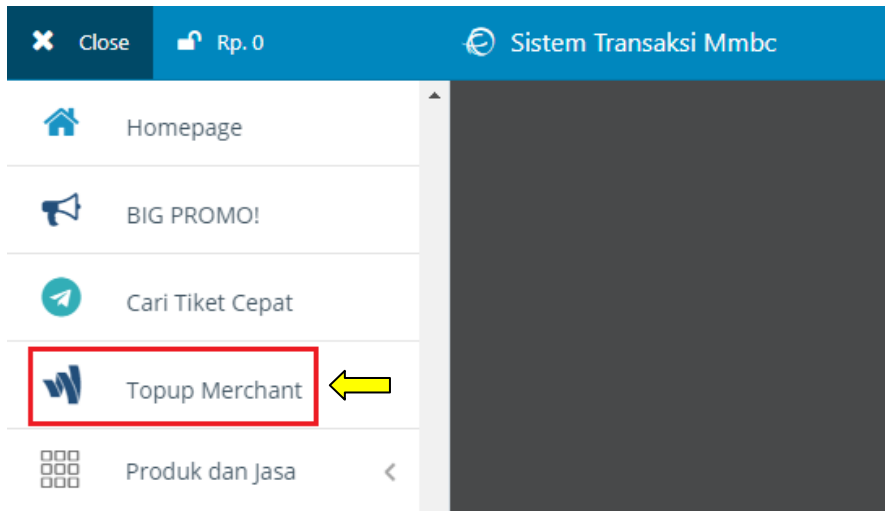 Close Rp. 0 Sistem Transaksi Mmbc
Homepage
BIG PROMO!
Cari Tiket Cepat
Topup Merchant
Produk dan Jasa